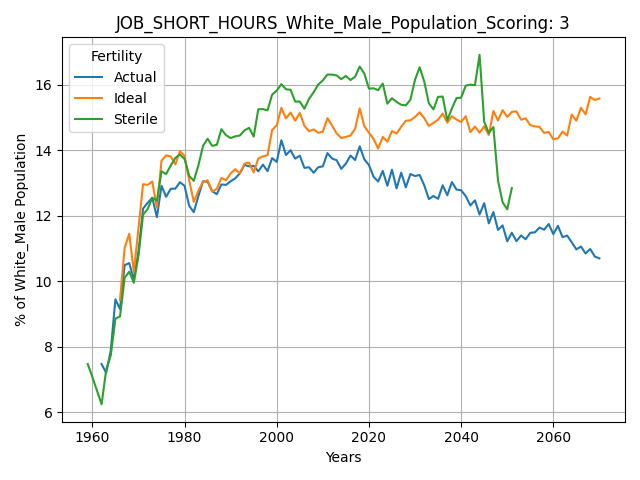 JOB_SHORT_HOURS_White_Male_Population_Scoring: 3
Fertility
Actual
Ideal
Sterile
% of White_Male Population
16
14
12
10
8
6
1960
1980
2000
2020
2040
2060
Years